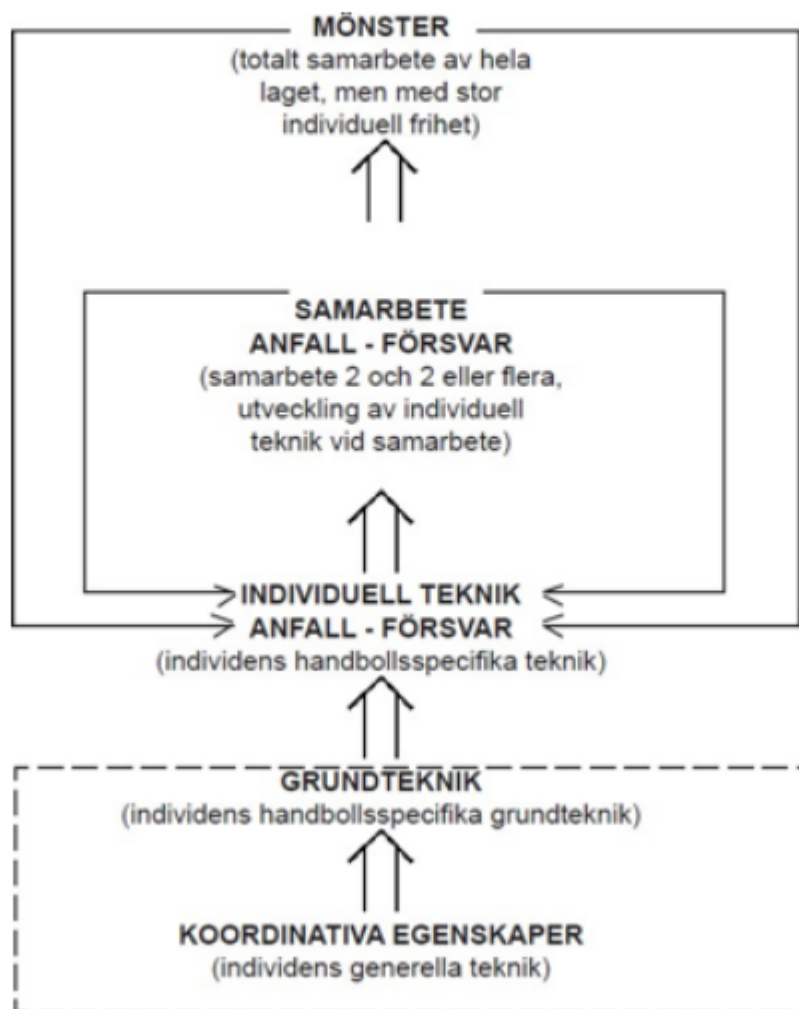 MÖNSTER
(totalt samarbete av hela
laget, men med stor
individuell frihet)
SAMARBETE
ANFALL - FÖRSVAR
(samarbete 2 och 2 eller flera,
utveckling av individuell
teknik vid samarbete)
INDIVIDUELL TEKNIK
ANFALL - FÖRSVAR
(individens handbollsspecifika teknik)
GRUNDTEKNIK
(individens handbollsspecifika grundteknik)
KOORDINATIVA EGENSKAPER
(individens generella teknik)